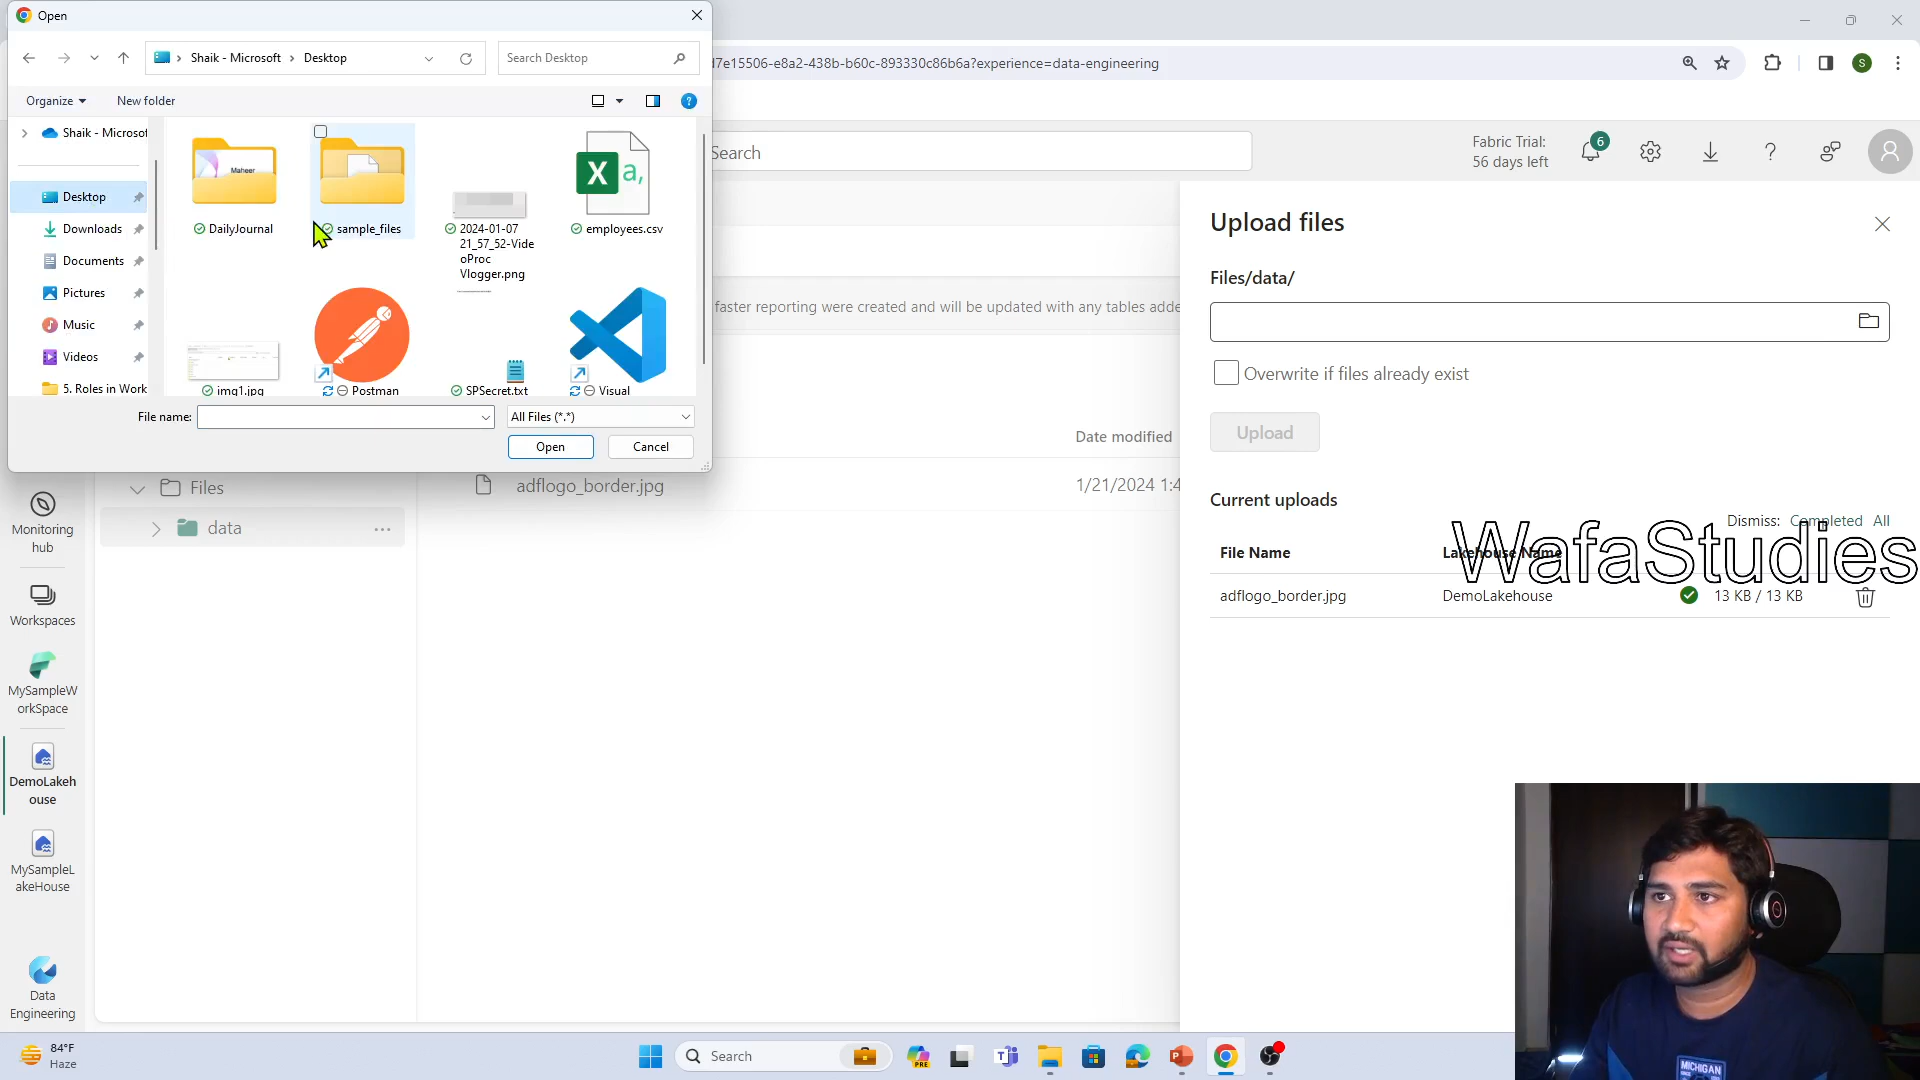 Open
Shaik - Microsoft > Desktop
Search Desktop
Organize
New folder
Shaik - Microsof
Desktop
Downloads
Documents
Pictures
Music
Videos
5. Roles in Work
Maheer
DailyJournal
sample_files
2024-01-07
21_57_52-Vide
oProc
Vlogger.png
employees.csv
img1.jpg
Postman
SPSecret.txt
Visual
File name:
All Files (*.*)
Open
Cancel
d7e15506-e8a2-438b-b60c-893330c86b6a?experience=data-engineering
S
Search
Fabric Trial:
56 days left
6
faster reporting were created and will be updated with any tables adde
Date modified
Files
adflogo_border.jpg
1/21/2024 1:4
data
Monitoring
hub
Workspaces
MySampleW
orkSpace
DemoLakeh
ouse
MySampleL
akeHouse
Data
Engineering
Upload files
Files/data/
Overwrite if files already exist
Upload
Current uploads
Dismiss: Completed All
File Name
Lakehouse Name
WafaStudies
adflogo_border.jpg
DemoLakehouse
13 KB / 13 KB
84°F
Haze
Search
PRE
MICHIGAN